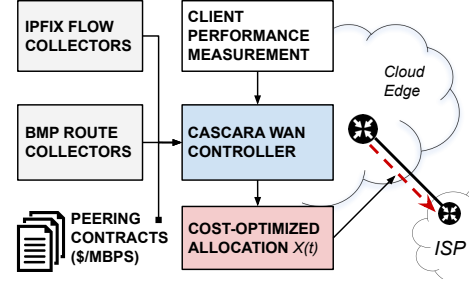 IPFIX FLOW
COLLECTORS
CLIENT
PERFORMANCE
MEASUREMENT
Cloud
Edge
BMP ROUTE
COLLECTORS
CASCARA WAN
CONTROLLER
PEERING
CONTRACTS
($/MBPS)
COST-OPTIMIZED
ALLOCATION X(t)
ISP